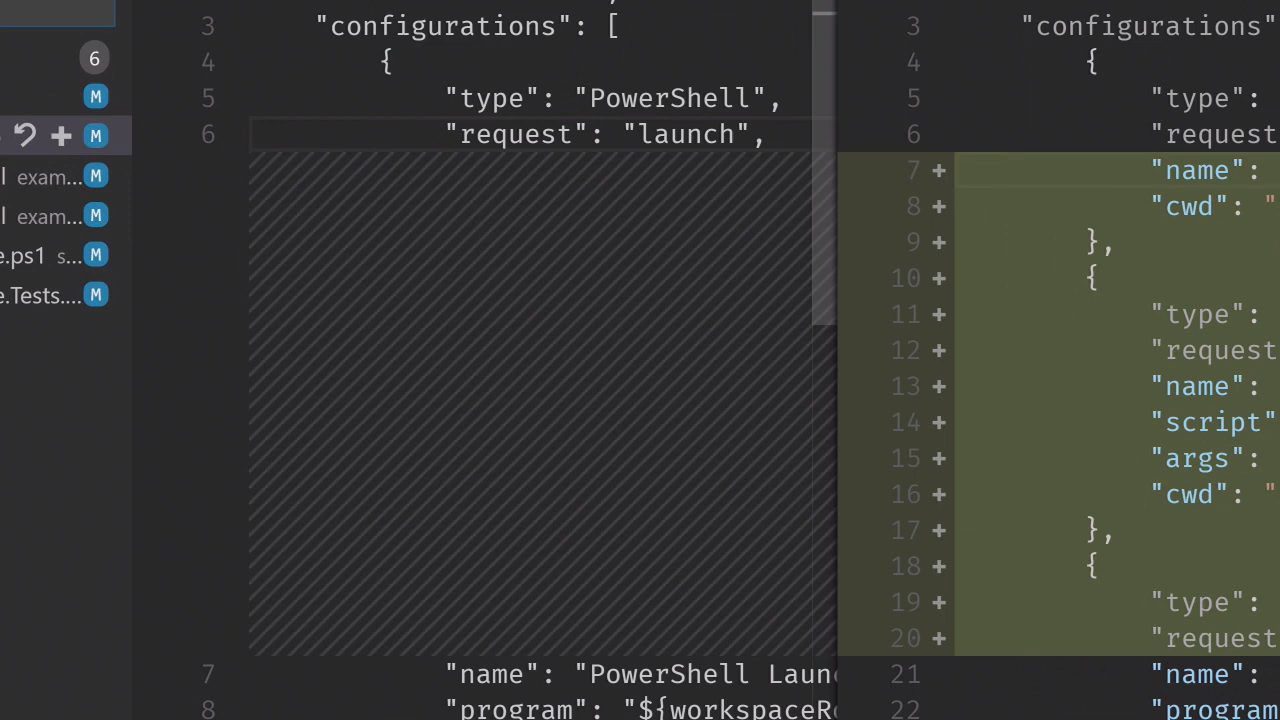 6
M
M
l exam... M
l exam... M
e.ps1 s... M
e.Tests.... M
3 "configurations": [
4 {
5 "type": "PowerShell",
6 "request": "launch",
7 "name": "PowerShell Laun
8 "program": "${workspaceRo
3 "configurations"
4 {
5 "type":
6 "request
7 + "name":
8 + "cwd": "
9 + },
10 + {
11 + "type":
12 + "request
13 + "name":
14 + "script"
15 + "args":
16 + "cwd": "
17 + },
18 + {
19 + "type":
20 + "request
21 "name":
22 "program